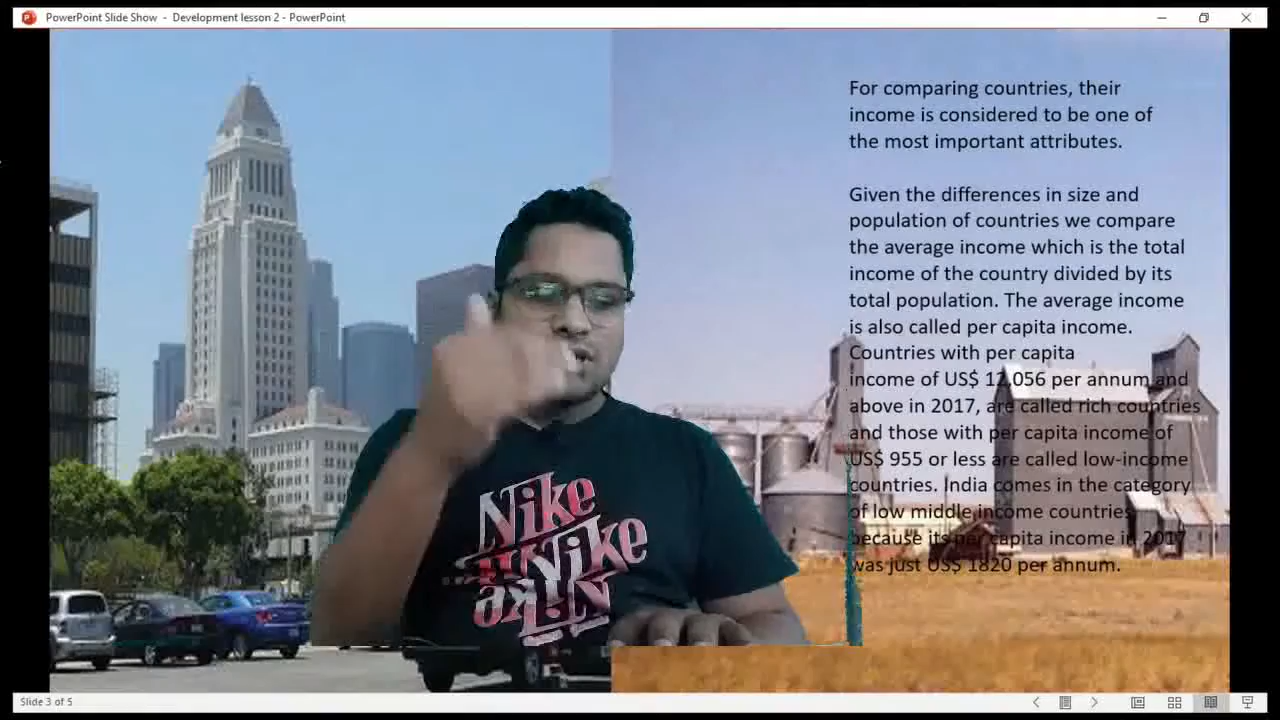 PowerPoint Slide Show - Development lesson 2 - PowerPoint
For comparing countries, their
income is considered to be one of
the most important attributes.
Given the differences in size and
population of countries we compare
the average income which is the total
income of the country divided by its
total population. The average income
is also called per capita income.
Countries with per capita
income of US$ 12,056 per annum and
above in 2017, are called rich countries
and those with per capita income of
US$ 955 or less are called low-income
countries. India comes in the category
of low middle income countries
because its per capita income in 2017
was just US$ 1820 per annum.
Nike
Nike
Nike
Slide 3 of 5